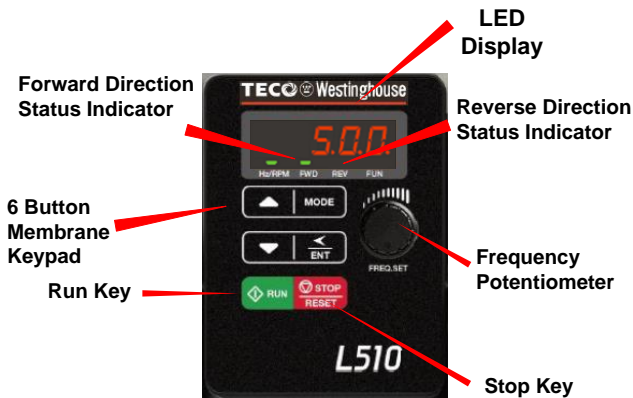 LED
Display
Forward Direction
Status Indicator
TECO Westinghouse
Reverse Direction
Status Indicator
5.0.0.
Hz/RPM FWD REV FUN
6 Button
Membrane
Keypad
MODE
<
ENT
FREQ.SET
Frequency
Potentiometer
Run Key
RUN
STOP
RESET
L510
Stop Key